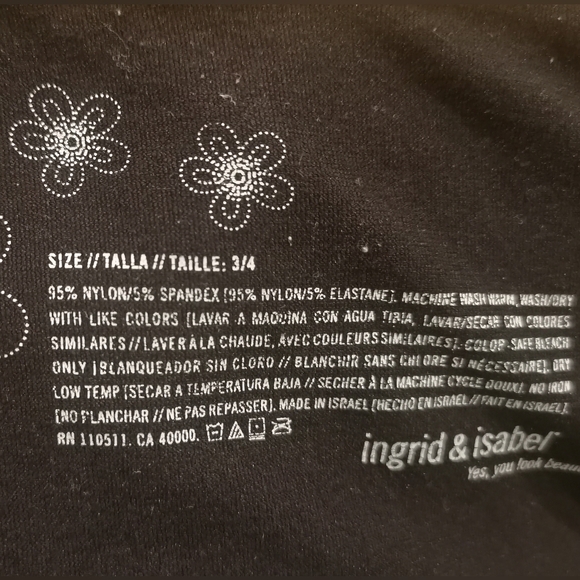 SIZE // TALLA // TAILLE: 3/4
95% NYLON/5% SPANDEX [95% NYLON/5% ELASTANE]. MACHINE WASH WARM, WASH/DRY
WITH LIKE COLORS [LAVAR A MAQUINA CON AGUA TIBIA, LAVAR/SECAR CON COLORES
SIMILARES // LAVER À LA CHAUDE, AVEC COULEURS SIMILAIRES]. COLOR-SAFE BLEACH
ONLY [BLANQUEADOR SIN CLORO // BLANCHIR SANS CHLORE SI NÉCESSAIRE]. DRY
LOW TEMP [SECAR A TEMPERATURA BAJA // SECHER À LA MACHINE CYCLE DOUX]. NO IRON
[NO PLANCHAR // NE PAS REPASSER]. MADE IN ISRAEL [HECHO EN ISRAEL // FAIT EN ISRAEL].
RN 110511. CA 40000.
ingrid & isabel
Yes, you look